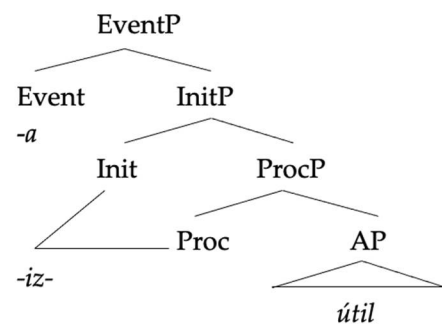 EventP
Event InitP
-a
Init ProcP
Proc AP
-iz-
útil